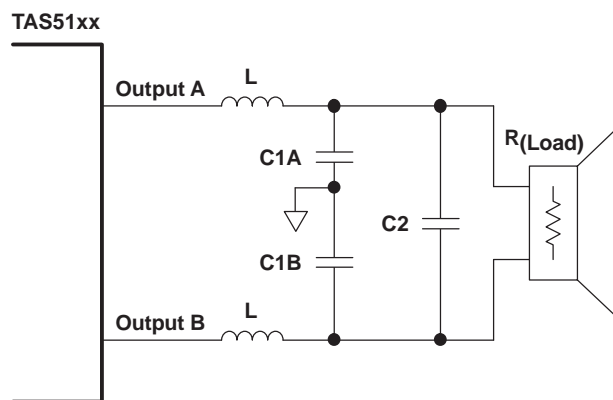 TAS51xx
Output A
L
C1A
R(Load)
C2
C1B
Output B
L